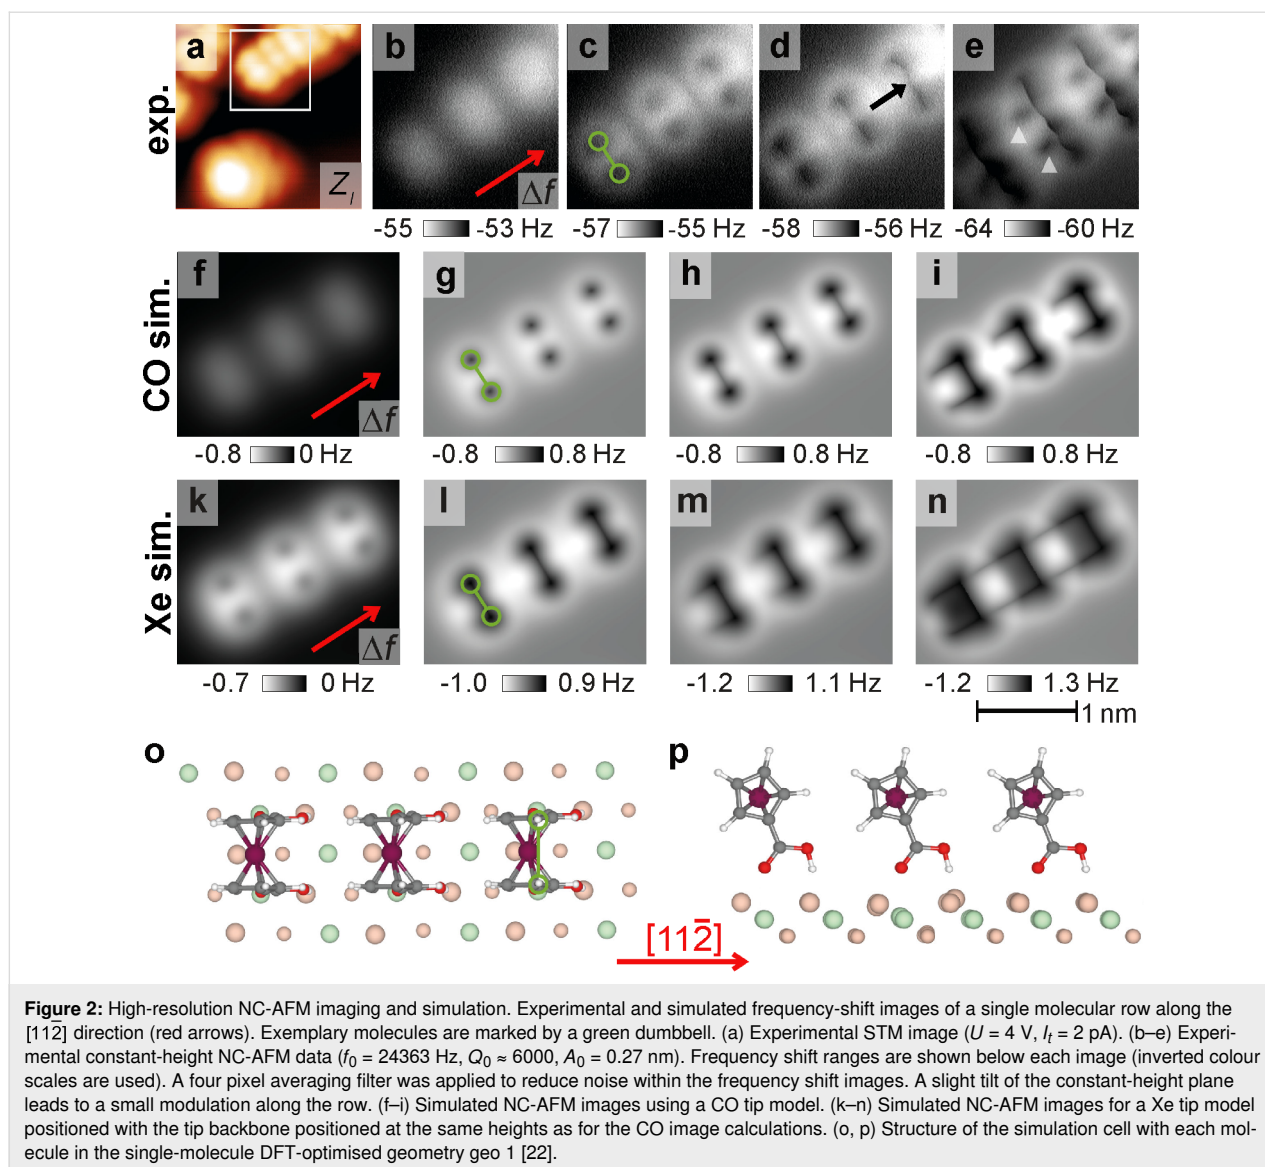 a
b
c
d
e
exp.
Z_I
Δf
-55 -53 Hz
-57 -55 Hz
-58 -56 Hz
-64 -60 Hz
f
g
h
i
CO sim.
Δf
-0.8 0 Hz
-0.8 0.8 Hz
-0.8 0.8 Hz
-0.8 0.8 Hz
k
l
m
n
Xe sim.
Δf
-0.7 0 Hz
-1.0 0.9 Hz
-1.2 1.1 Hz
-1.2 1.3 Hz
1 nm
o
p
[112̅]
Figure 2: High-resolution NC-AFM imaging and simulation. Experimental and simulated frequency-shift images of a single molecular row along the
[112̅] direction (red arrows). Exemplary molecules are marked by a green dumbbell. (a) Experimental STM image (U = 4 V, I_t = 2 pA). (b–e) Experi-
mental constant-height NC-AFM data (f₀ = 24363 Hz, Q₀ ≈ 6000, A₀ = 0.27 nm). Frequency shift ranges are shown below each image (inverted colour
scales are used). A four pixel averaging filter was applied to reduce noise within the frequency shift images. A slight tilt of the constant-height plane
leads to a small modulation along the row. (f–i) Simulated NC-AFM images using a CO tip model. (k–n) Simulated NC-AFM images for a Xe tip model
positioned with the tip backbone positioned at the same heights as for the CO image calculations. (o, p) Structure of the simulation cell with each mol-
ecule in the single-molecule DFT-optimised geometry geo 1 [22].